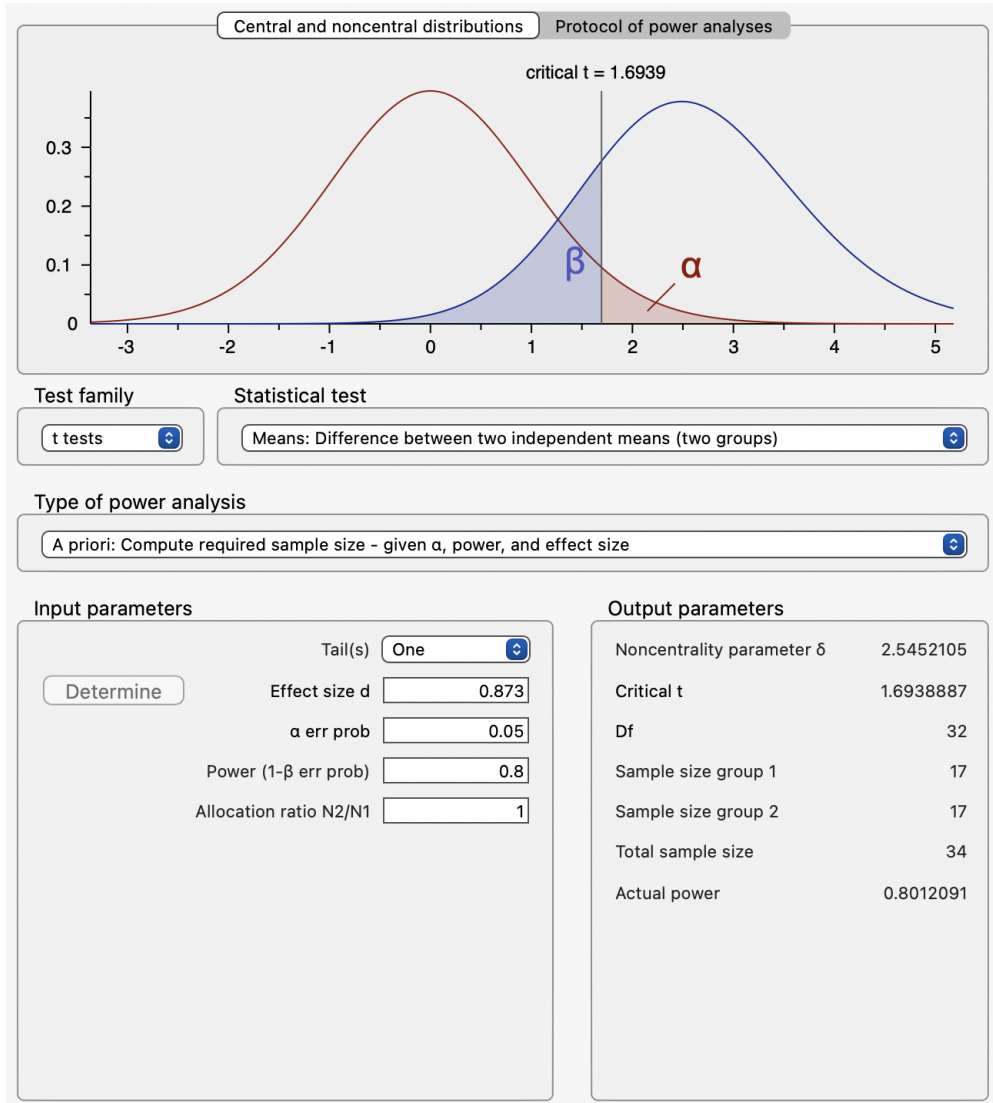 Central and noncentral distributions Protocol of power analyses
critical t = 1.6939
0.3
0.2
0.1
0
β
α
-3 -2 -1 0 1 2 3 4 5
Test family Statistical test
t tests Means: Difference between two independent means (two groups)
Type of power analysis
A priori: Compute required sample size - given α, power, and effect size
Input parameters
Tail(s) One
Determine Effect size d 0.873
α err prob 0.05
Power (1-β err prob) 0.8
Allocation ratio N2/N1 1
Output parameters
Noncentrality parameter δ 2.5452105
Critical t 1.6938887
Df 32
Sample size group 1 17
Sample size group 2 17
Total sample size 34
Actual power 0.8012091